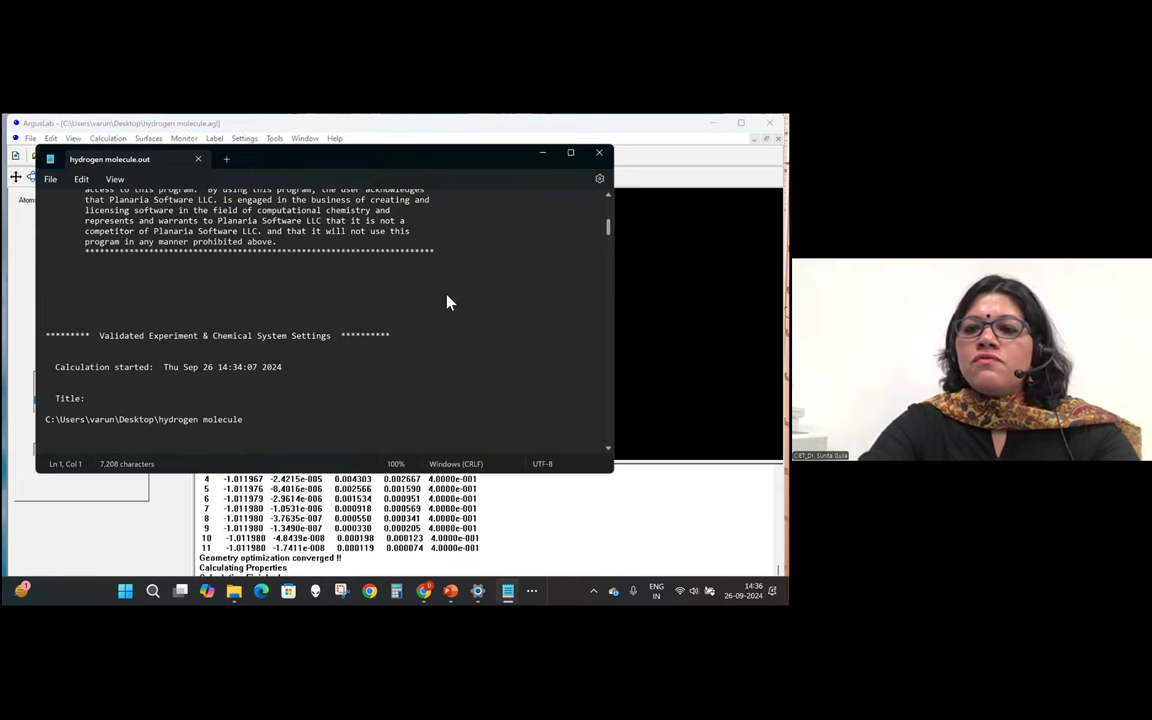 ArgusLab - [C:\Users\varun\Desktop\hydrogen molecule.agl]
File Edit View Calculation Surfaces Monitor Label Settings Tools Window Help
hydrogen molecule.out
File Edit View
Atom
access to this program. By using this program, the user acknowledges
that Planaria Software LLC. is engaged in the business of creating and
licensing software in the field of computational chemistry and
represents and warrants to Planaria Software LLC that it is not a
competitor of Planaria Software LLC. and that it will not use this
program in any manner prohibited above.
***********************************************************************
********* Validated Experiment & Chemical System Settings **********
Calculation started: Thu Sep 26 14:34:07 2024
Title:
C:\Users\varun\Desktop\hydrogen molecule
Ln 1, Col 1 7,208 characters 100% Windows (CRLF) UTF-8
4 -1.011967 -2.4215e-005 0.004303 0.002667 4.0000e-001
5 -1.011976 -8.4016e-006 0.002566 0.001590 4.0000e-001
6 -1.011979 -2.9614e-006 0.001534 0.000951 4.0000e-001
7 -1.011980 -1.0531e-006 0.000918 0.000569 4.0000e-001
8 -1.011980 -3.7635e-007 0.000550 0.000341 4.0000e-001
9 -1.011980 -1.3490e-007 0.000330 0.000205 4.0000e-001
10 -1.011980 -4.8439e-008 0.000198 0.000123 4.0000e-001
11 -1.011980 -1.7411e-008 0.000119 0.000074 4.0000e-001
Geometry optimization converged !!
Calculating Properties
ENG
IN
14:36
26-09-2024
CIET_Dr. Sunita Gulia